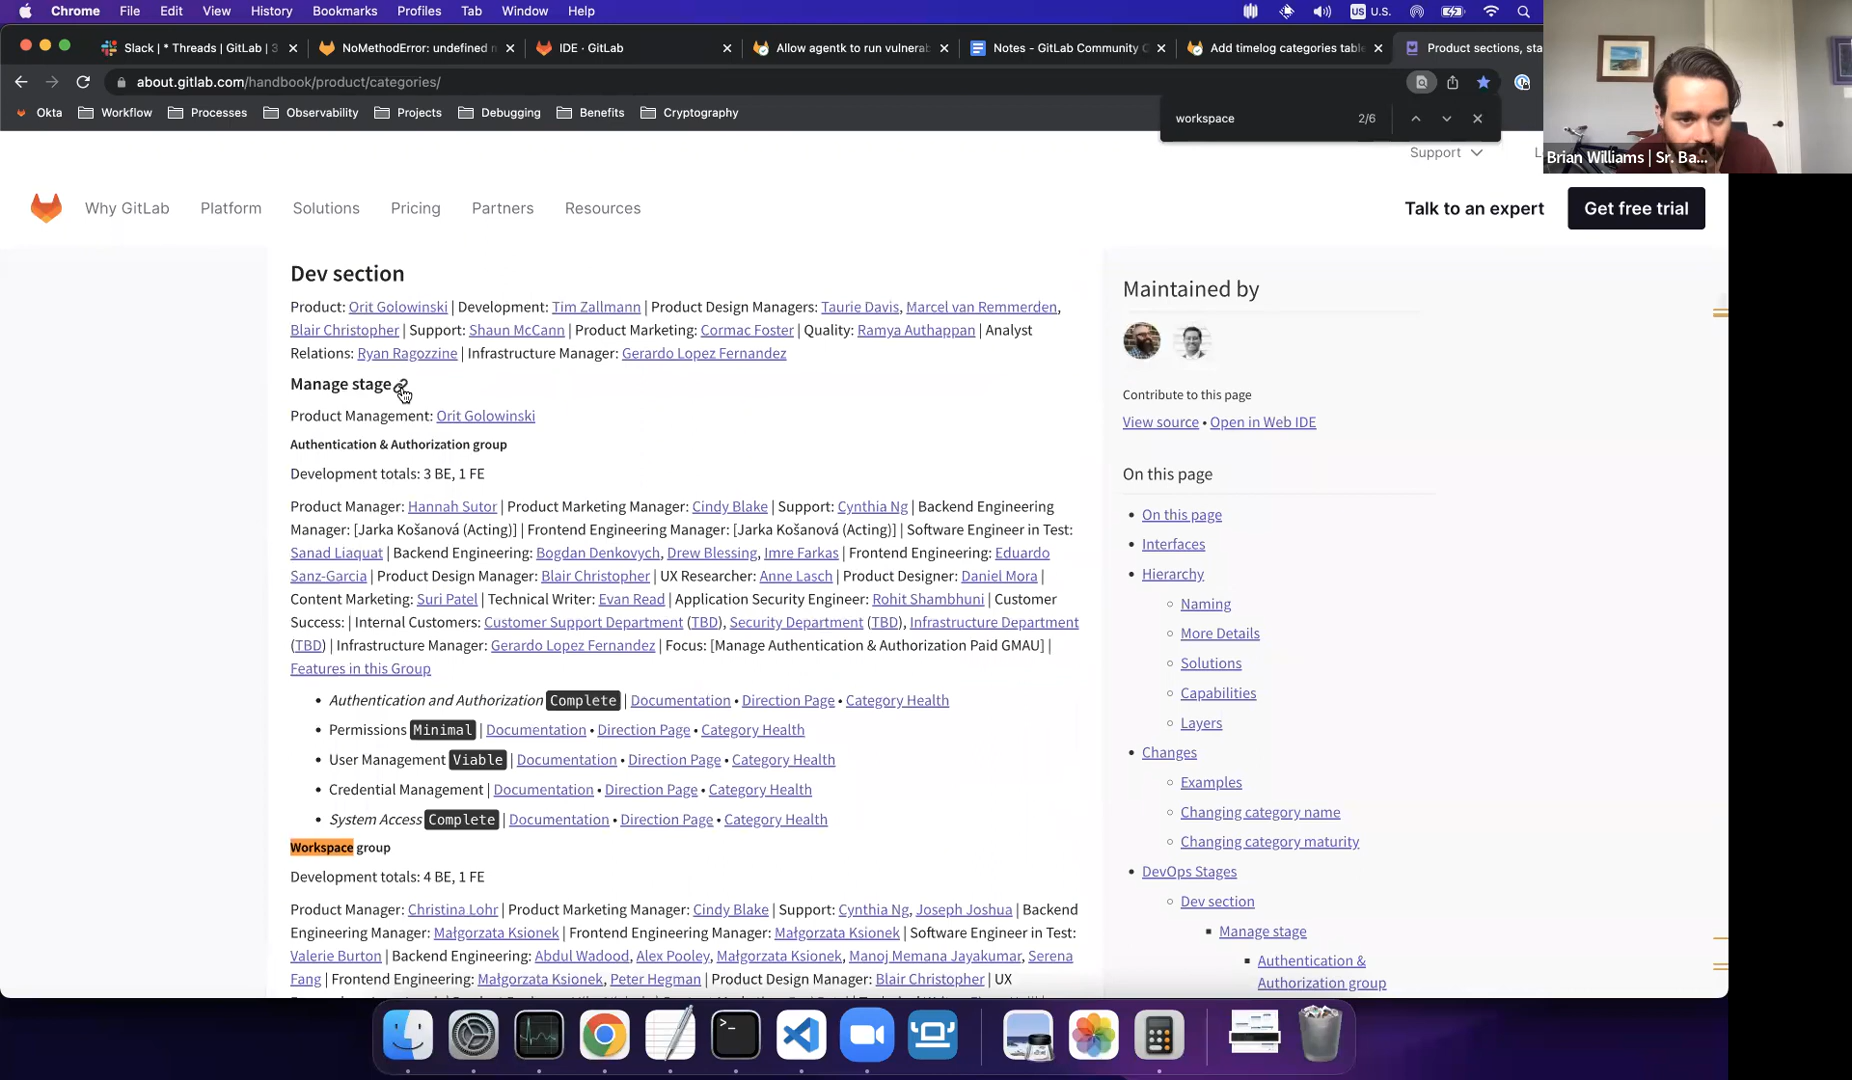 Chrome File Edit View History Bookmarks Profiles Tab Window Help U.S.
Slack | * Threads | GitLab | 3
NoMethodError: undefined
IDE · GitLab
Allow agentk to run vulnerab
Notes - GitLab Community
Add timelog categories table
Product sections, sta
about.gitlab.com/handbook/product/categories/
Okta Workflow Processes Observability Projects Debugging Benefits Cryptography
workspace 2/6
Brian Williams | Sr. Ba...
Support
Why GitLab Platform Solutions Pricing Partners Resources
Talk to an expert Get free trial
Dev section
Product: Orit Golowinski | Development: Tim Zallmann | Product Design Managers: Taurie Davis, Marcel van Remmerden,
Blair Christopher | Support: Shaun McCann | Product Marketing: Cormac Foster | Quality: Ramya Authappan | Analyst
Relations: Ryan Ragozzine | Infrastructure Manager: Gerardo Lopez Fernandez
Manage stage
Product Management: Orit Golowinski
Authentication & Authorization group
Development totals: 3 BE, 1 FE
Product Manager: Hannah Sutor | Product Marketing Manager: Cindy Blake | Support: Cynthia Ng | Backend Engineering
Manager: [Jarka Košanová (Acting)] | Frontend Engineering Manager: [Jarka Košanová (Acting)] | Software Engineer in Test:
Sanad Liaquat | Backend Engineering: Bogdan Denkovych, Drew Blessing, Imre Farkas | Frontend Engineering: Eduardo
Sanz-Garcia | Product Design Manager: Blair Christopher | UX Researcher: Anne Lasch | Product Designer: Daniel Mora |
Content Marketing: Suri Patel | Technical Writer: Evan Read | Application Security Engineer: Rohit Shambhuni | Customer
Success: | Internal Customers: Customer Support Department (TBD), Security Department (TBD), Infrastructure Department
(TBD) | Infrastructure Manager: Gerardo Lopez Fernandez | Focus: [Manage Authentication & Authorization Paid GMAU] |
Features in this Group
• Authentication and Authorization Complete | Documentation • Direction Page • Category Health
• Permissions Minimal | Documentation • Direction Page • Category Health
• User Management Viable | Documentation • Direction Page • Category Health
• Credential Management | Documentation • Direction Page • Category Health
• System Access Complete | Documentation • Direction Page • Category Health
Workspace group
Development totals: 4 BE, 1 FE
Product Manager: Christina Lohr | Product Marketing Manager: Cindy Blake | Support: Cynthia Ng, Joseph Joshua | Backend
Engineering Manager: Małgorzata Ksionek | Frontend Engineering Manager: Małgorzata Ksionek | Software Engineer in Test:
Valerie Burton | Backend Engineering: Abdul Wadood, Alex Pooley, Małgorzata Ksionek, Manoj Memana Jayakumar, Serena
Fang | Frontend Engineering: Małgorzata Ksionek, Peter Hegman | Product Design Manager: Blair Christopher | UX
Maintained by
Contribute to this page
View source • Open in Web IDE
On this page
• On this page
• Interfaces
• Hierarchy
◦ Naming
◦ More Details
◦ Solutions
◦ Capabilities
◦ Layers
• Changes
◦ Examples
◦ Changing category name
◦ Changing category maturity
• DevOps Stages
◦ Dev section
▪ Manage stage
▪ Authentication &
Authorization group